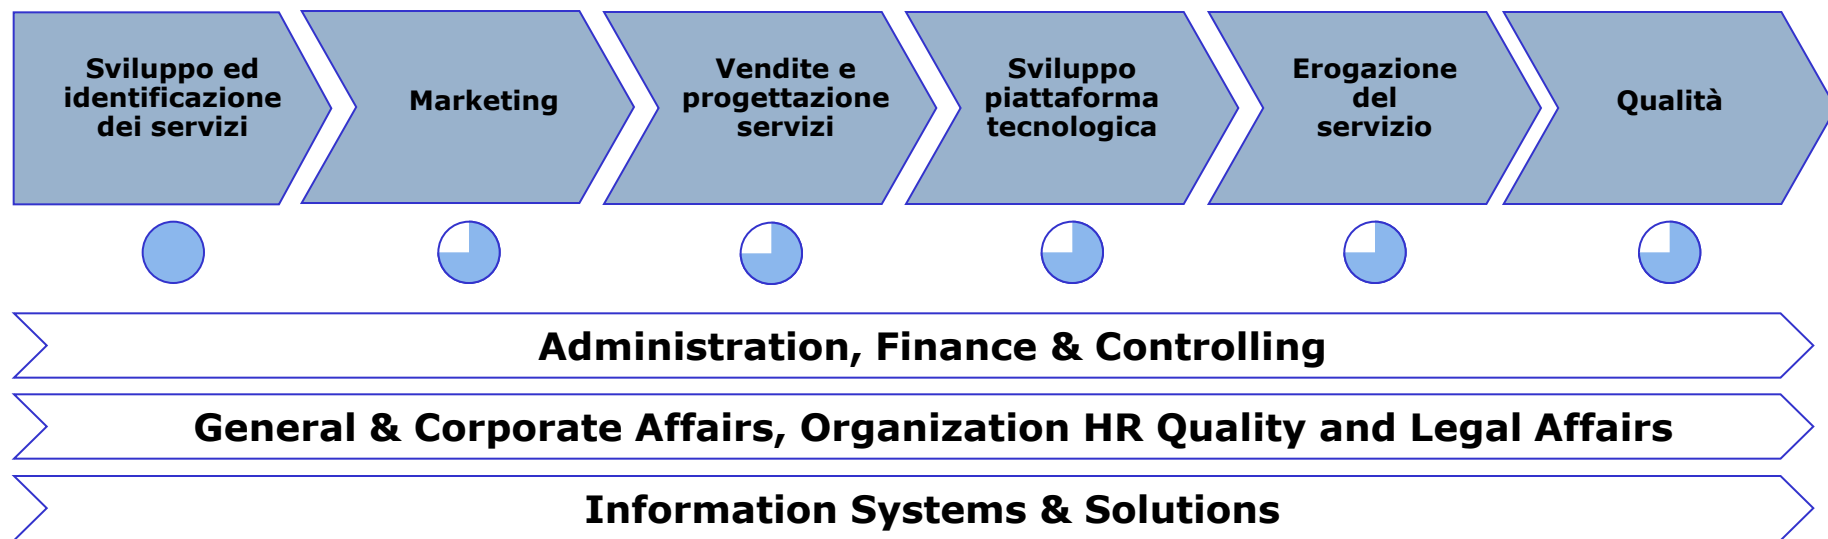 Sviluppo ed
identificazione
dei servizi
Marketing
Vendite e
progettazione
servizi
Sviluppo
piattaforma
tecnologica
Erogazione
del
servizio
Qualità
Administration, Finance & Controlling
General & Corporate Affairs, Organization HR Quality and Legal Affairs
Information Systems & Solutions